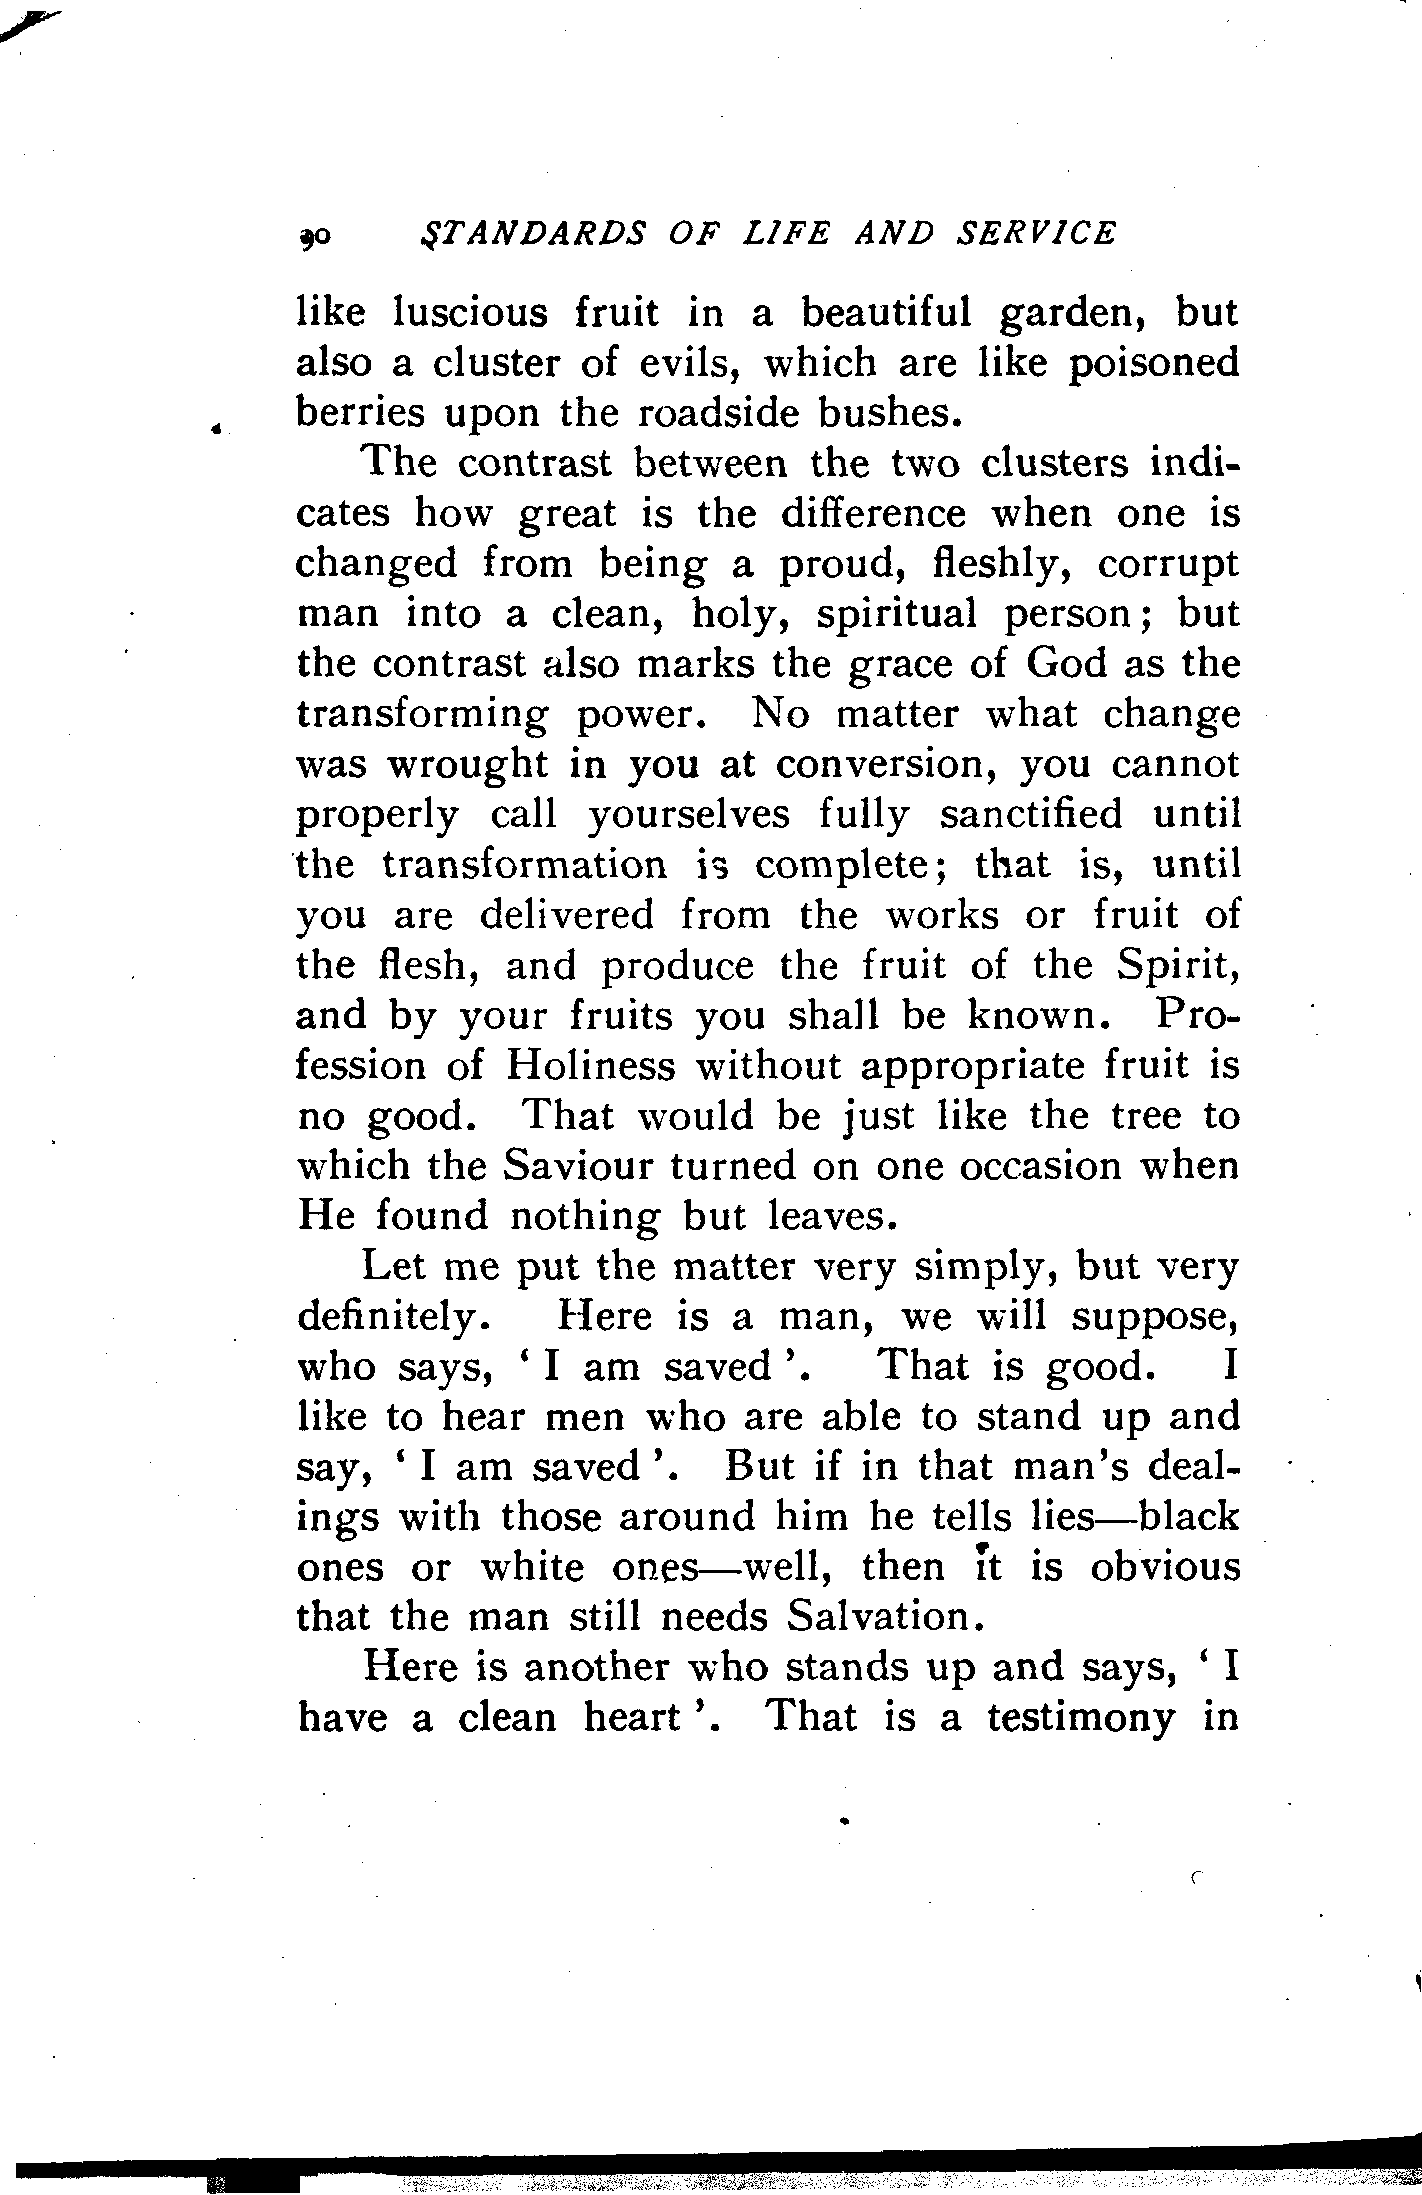 90 STANDARDS OF LIFE AND SERVICE
like luscious fruit in a beautiful garden, but
also a cluster of evils, which are like poisoned
berries upon the roadside bushes.
The contrast between the two clusters indi-
cates how great is the difference when one is
changed from being a proud, fleshly, corrupt
man into a clean, holy, spiritual person; but
the contrast also marks the grace of God as the
transforming power. No matter what change
was wrought in you at conversion, you cannot
properly call yourselves fully sanctified until
the transformation is complete; that is, until
you are delivered from the works or fruit of
the flesh, and produce the fruit of the Spirit,
and by your fruits you shall be known. Pro-
fession of Holiness without appropriate fruit is
no good. That would be just like the tree to
which the Saviour turned on one occasion when
He found nothing but leaves.
Let me put the matter very simply, but very
definitely. Here is a man, we will suppose,
who says, ‘ I am saved ’. That is good. I
like to hear men who are able to stand up and
say, ‘ I am saved ’. But if in that man's deal-
ings with those around him he tells lies—black
ones or white ones—well, then it is obvious
that the man still needs Salvation.
Here is another who stands up and says, ‘ I
have a clean heart ’. That is a testimony in